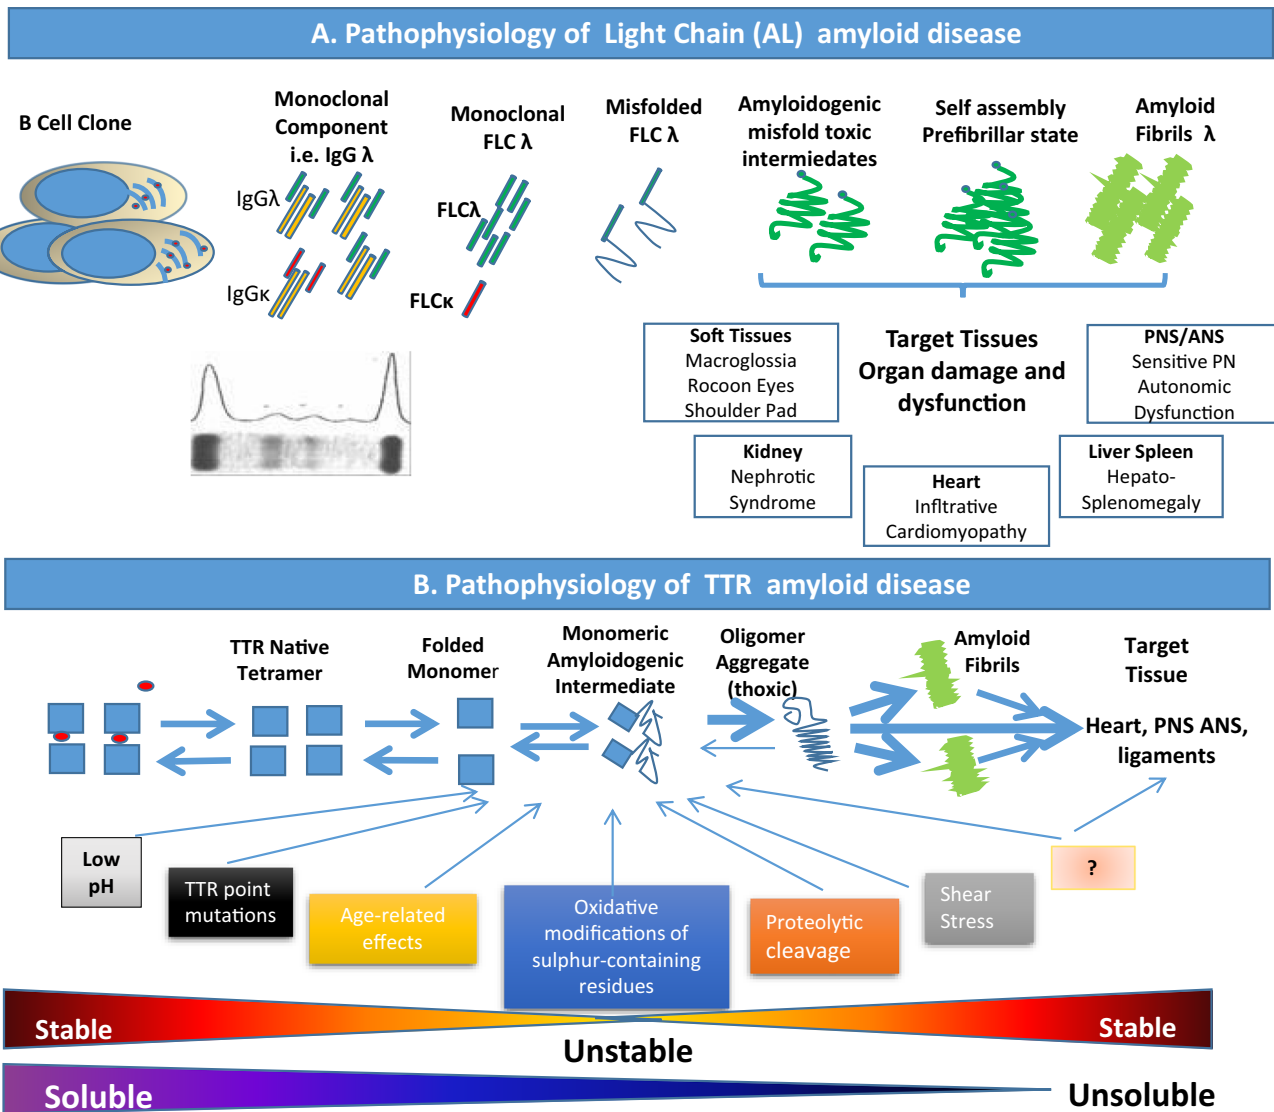 A. Pathophysiology of Light Chain (AL) amyloid disease
B Cell Clone
Monoclonal
Component
i.e. IgG λ
Monoclonal
FLC λ
Misfolded
FLC λ
Amyloidogenic
misfold toxic
intermiedates
Self assembly
Prefibrillar state
Amyloid
Fibrils λ
IgGλ
IgGκ
FLCλ
FLCκ
Soft Tissues
Macroglossia
Rocoon Eyes
Shoulder Pad
Target Tissues
Organ damage and
dysfunction
PNS/ANS
Sensitive PN
Autonomic
Dysfunction
Kidney
Nephrotic
Syndrome
Heart
Infltrative
Cardiomyopathy
Liver Spleen
Hepato-
Splenomegaly
B. Pathophysiology of TTR amyloid disease
TTR Native
Tetramer
Folded
Monomer
Monomeric
Amyloidogenic
Intermediate
Oligomer
Aggregate
(thoxic)
Amyloid
Fibrils
Target
Tissue
Heart, PNS ANS,
ligaments
Low
pH
TTR point
mutations
Age-related
effects
Oxidative
modifications of
sulphur-containing
residues
Proteolytic
cleavage
Shear
Stress
?
Stable
Unstable
Stable
Soluble
Unsoluble